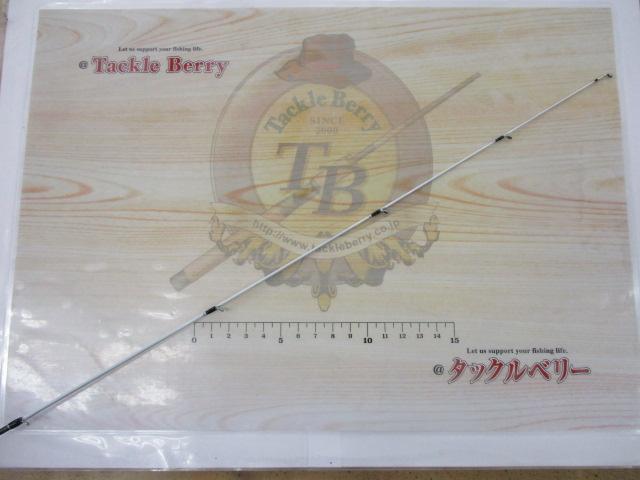 Let us support your fishing life.
@ Tackle Berry
Tackle Berry
SINCE
2000
TB
http://www.tackleberry.co.jp
0 1 2 3 4 5 6 7 8 9 10 11 12 13 14 15
Let us support your fishing life.
@ タックルベリー